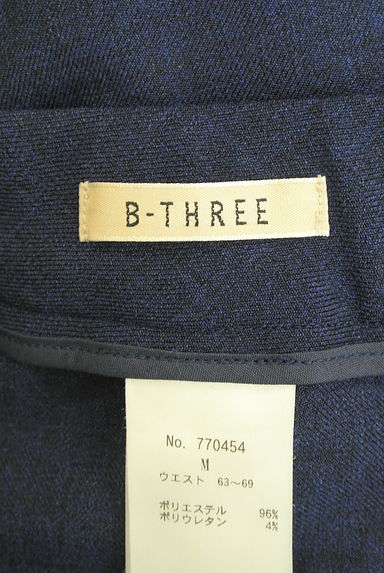 B-THREE
No. 770454
M
ウエスト 63〜69
ポリエステル 96%
ポリウレタン 4%